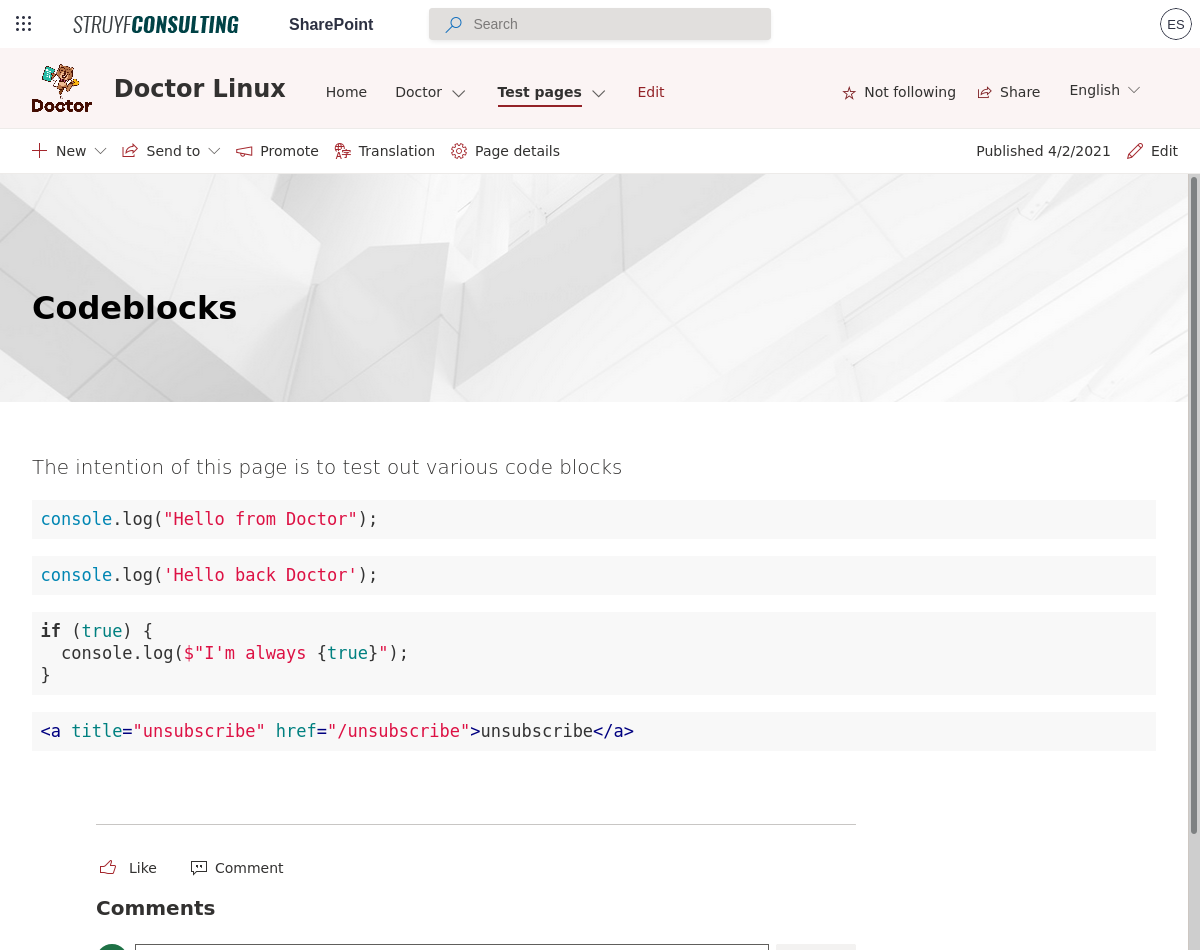 STRUYFCONSULTING SharePoint Search ES
Doctor Doctor Linux Home Doctor Test pages Edit Not following Share English
New Send to Promote Translation Page details Published 4/2/2021 Edit
Codeblocks
The intention of this page is to test out various code blocks
console.log("Hello from Doctor");
console.log('Hello back Doctor');
if (true) {
  console.log($"I'm always {true}");
}
<a title="unsubscribe" href="/unsubscribe">unsubscribe</a>
Like Comment
Comments